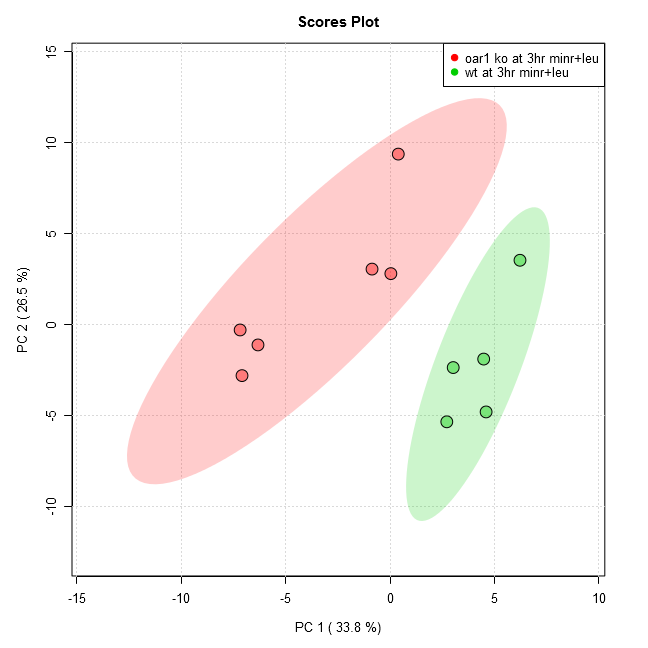 Scores Plot
oar1 ko at 3hr minr+leu
wt at 3hr minr+leu
15
10
5
0
-5
-10
PC 2 ( 26.5 %)
-15
-10
-5
0
5
10
PC 1 ( 33.8 %)